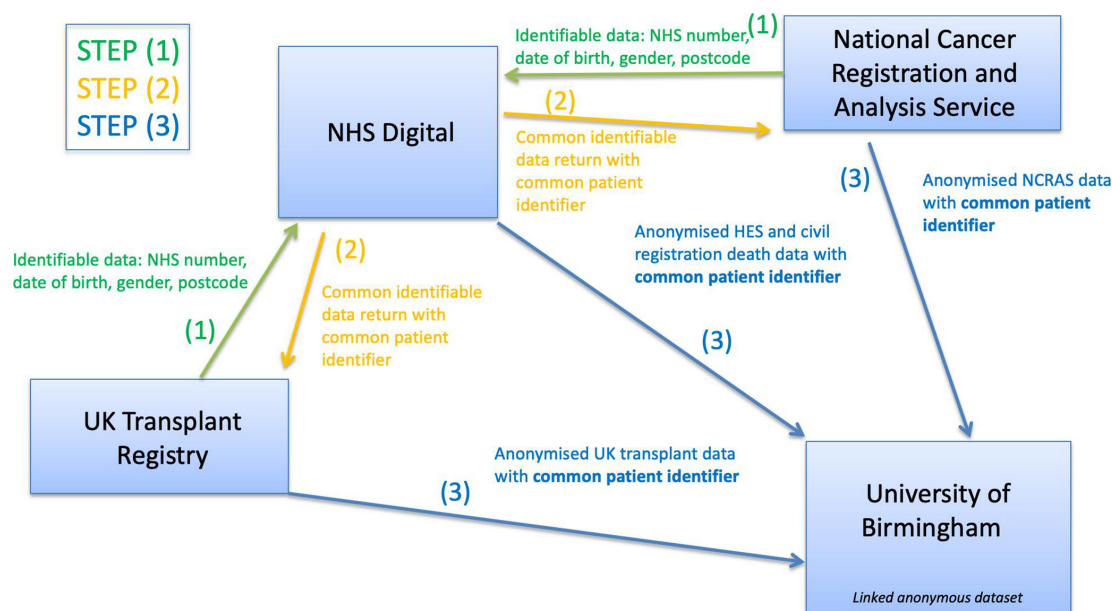 STEP (1)
STEP (2)
STEP (3)
Identifiable data: NHS number,
date of birth, gender, postcode
(1)
National Cancer
Registration and
Analysis Service
NHS Digital
(2)
Common identifiable
data return with
common patient
identifier
(3)
Anonymised NCRAS data
with common patient
identifier
Identifiable data: NHS number,
date of birth, gender, postcode
(1)
(2)
Common identifiable
data return with
common patient
identifier
Anonymised HES and civil
registration death data with
common patient identifier
(3)
UK Transplant
Registry
Anonymised UK transplant data
with common patient identifier
(3)
University of
Birmingham
Linked anonymous dataset